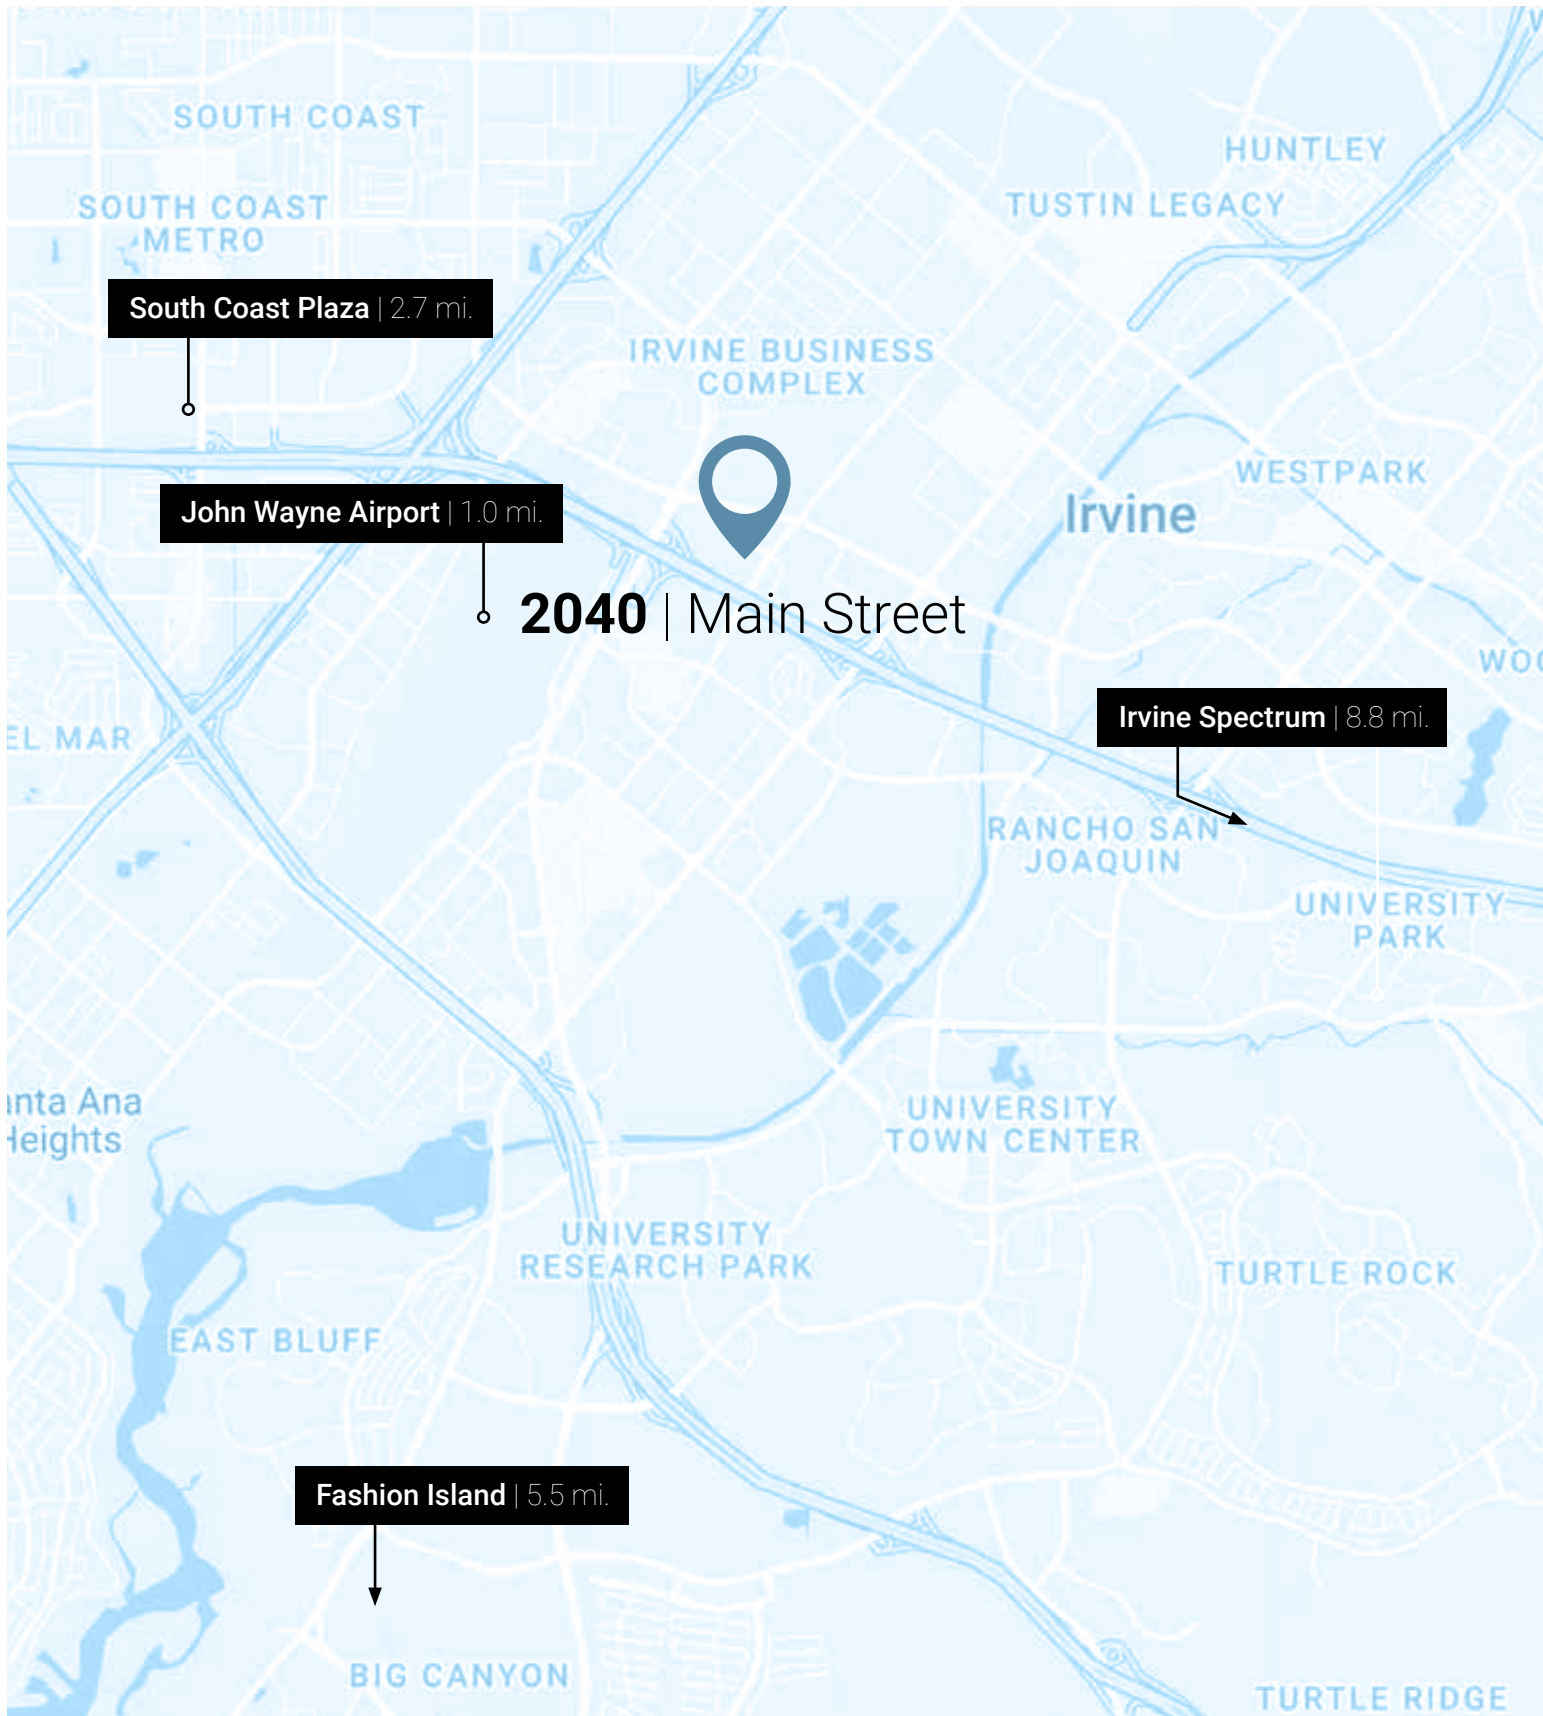 SOUTH COAST
HUNTLEY
SOUTH COAST
METRO
TUSTIN LEGACY
South Coast Plaza | 2.7 mi.
IRVINE BUSINESS
COMPLEX
WESTPARK
Irvine
John Wayne Airport | 1.0 mi.
2040 | Main Street
WOO
Irvine Spectrum | 8.8 mi.
EL MAR
RANCHO SAN
JOAQUIN
UNIVERSITY
PARK
anta Ana
Heights
UNIVERSITY
TOWN CENTER
UNIVERSITY
RESEARCH PARK
TURTLE ROCK
EAST BLUFF
Fashion Island | 5.5 mi.
BIG CANYON
TURTLE RIDGE